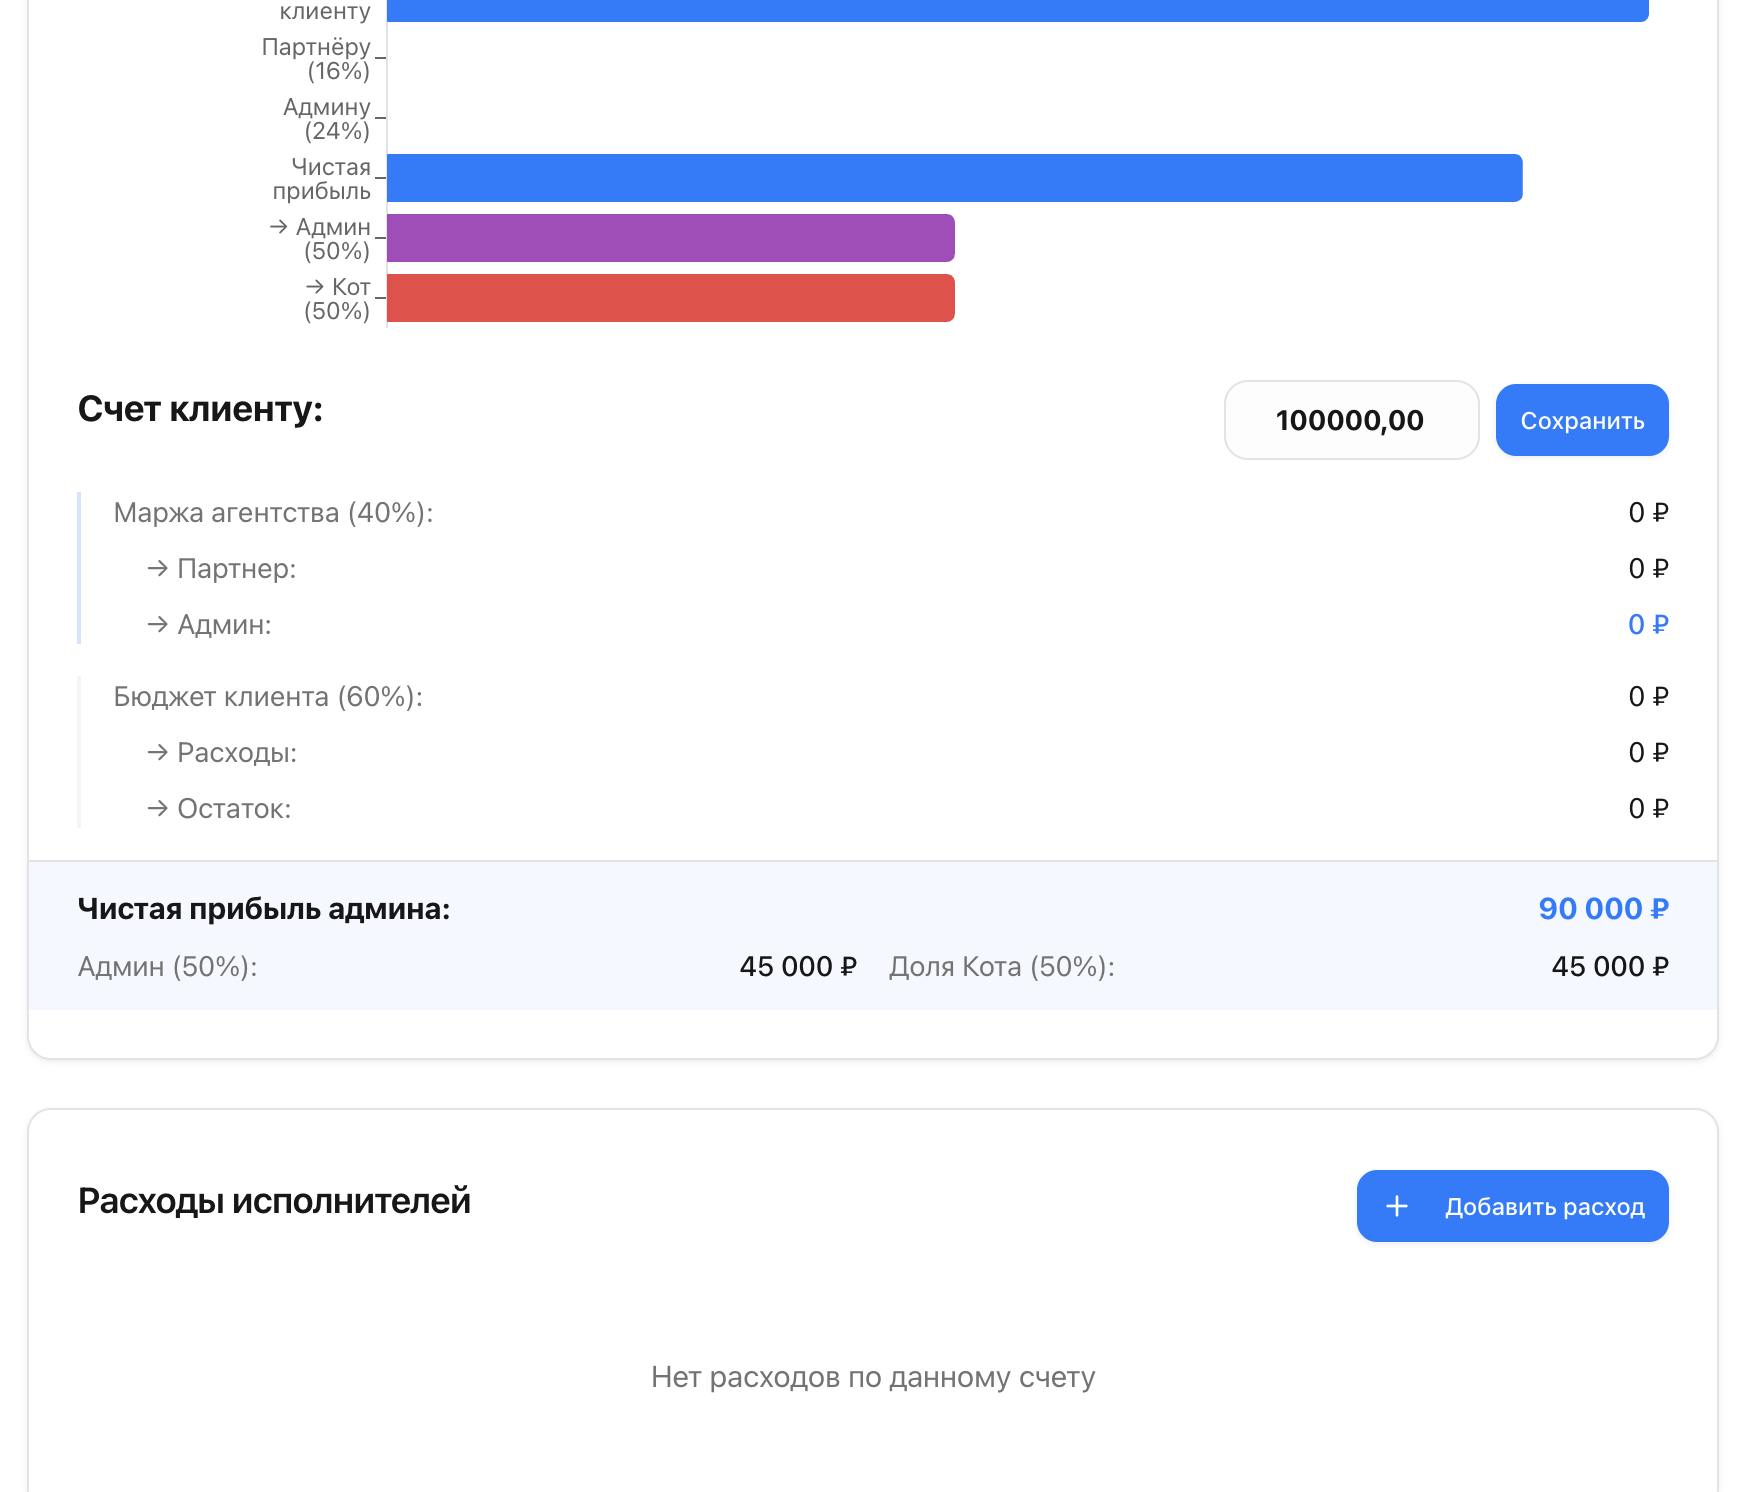 клиенту
Партнёру
(16%)
Админу
(24%)
Чистая
прибыль
→ Админ
(50%)
→ Кот
(50%)
Счет клиенту:
100000,00
Сохранить
Маржа агентства (40%):
0 ₽
→ Партнер:
0 ₽
→ Админ:
0 ₽
Бюджет клиента (60%):
0 ₽
→ Расходы:
0 ₽
→ Остаток:
0 ₽
Чистая прибыль админа:
90 000 ₽
Админ (50%):
45 000 ₽
Доля Кота (50%):
45 000 ₽
Расходы исполнителей
+ Добавить расход
Нет расходов по данному счету